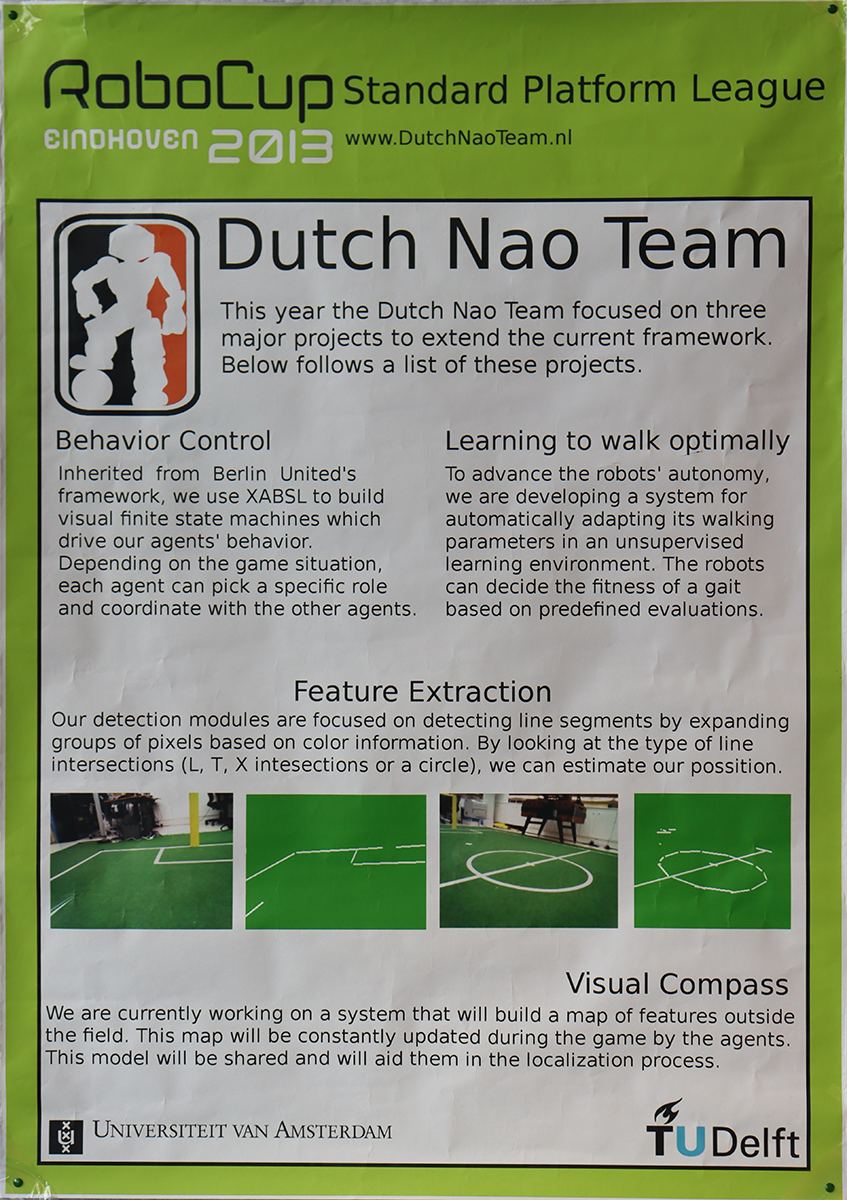 RoboCup Standard Platform League
EINDHOVEN 2013 www.DutchNaoTeam.nl
Dutch Nao Team
This year the Dutch Nao Team focused on three
major projects to extend the current framework.
Below follows a list of these projects.
Behavior Control
Inherited from Berlin United's
framework, we use XABSL to build
visual finite state machines which
drive our agents' behavior.
Depending on the game situation,
each agent can pick a specific role
and coordinate with the other agents.
Learning to walk optimally
To advance the robots' autonomy,
we are developing a system for
automatically adapting its walking
parameters in an unsupervised
learning environment. The robots
can decide the fitness of a gait
based on predefined evaluations.
Feature Extraction
Our detection modules are focused on detecting line segments by expanding
groups of pixels based on color information. By looking at the type of line
intersections (L, T, X intesections or a circle), we can estimate our possition.
Visual Compass
We are currently working on a system that will build a map of features outside
the field. This map will be constantly updated during the game by the agents.
This model will be shared and will aid them in the localization process.
XUX UNIVERSITEIT VAN AMSTERDAM
TU Delft